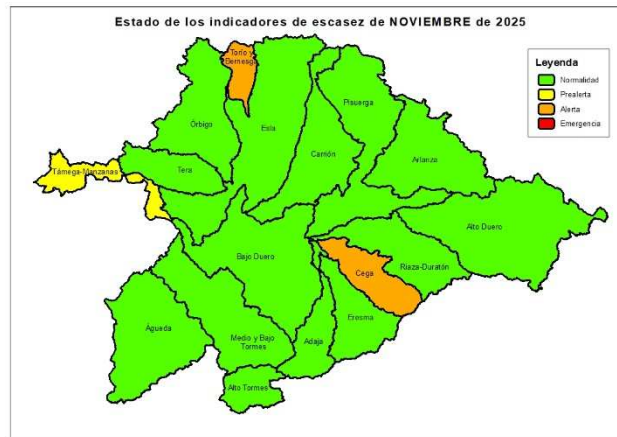 Estado de los indicadores de escasez de NOVIEMBRE de 2025
Torío y
Bernesga
Leyenda
Normalidad
Prealerta
Alerta
Emergencia
Pisuerga
Órbigo
Esla
Carrión
Arlanza
Támega-Manzanas
Tera
Alto Duero
Bajo Duero
Riaza-Duratón
Cega
Águeda
Eresma
Medio y Bajo
Tormes
Adaja
Alto Tormes